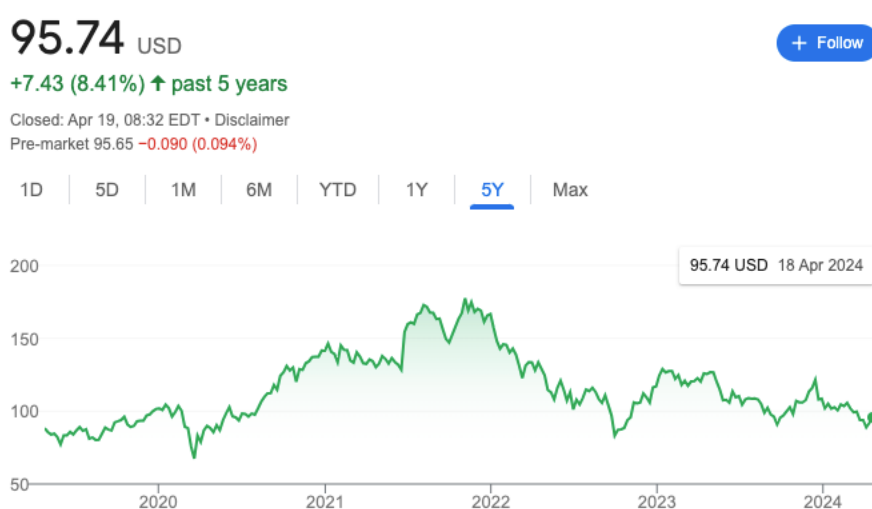 95.74 USD
+ Follow
+7.43 (8.41%) ↑ past 5 years
Closed: Apr 19, 08:32 EDT • Disclaimer
Pre-market 95.65 −0.090 (0.094%)
1D 5D 1M 6M YTD 1Y 5Y Max
95.74 USD 18 Apr 2024
200
150
100
50
2020 2021 2022 2023 2024